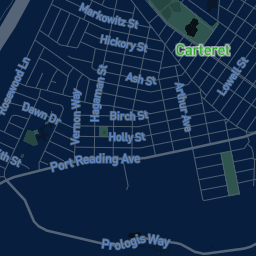 Markowitz St
Hickory St
Carteret
Rosewood Ln
Ash St
Lowell St
Hagaman St
Vernon Way
Arthur Ave
Dawn Dr
Birch St
Holly St
Port Reading Ave
Prologis Way